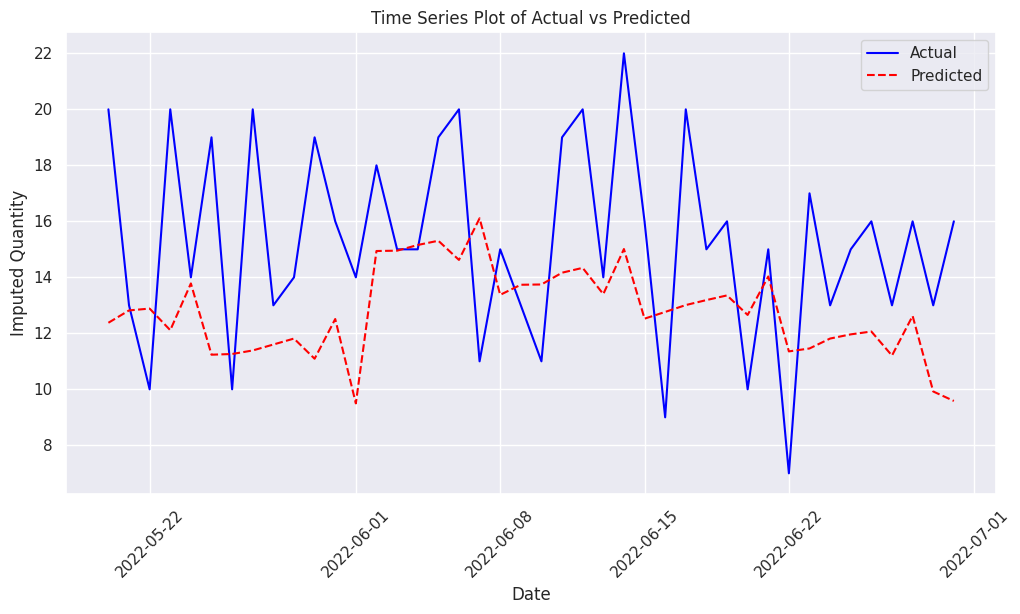 Time Series Plot of Actual vs Predicted
Actual
Predicted
Imputed Quantity
22
20
18
16
14
12
10
8
2022-05-22
2022-06-01
2022-06-08
2022-06-15
2022-06-22
2022-07-01
Date